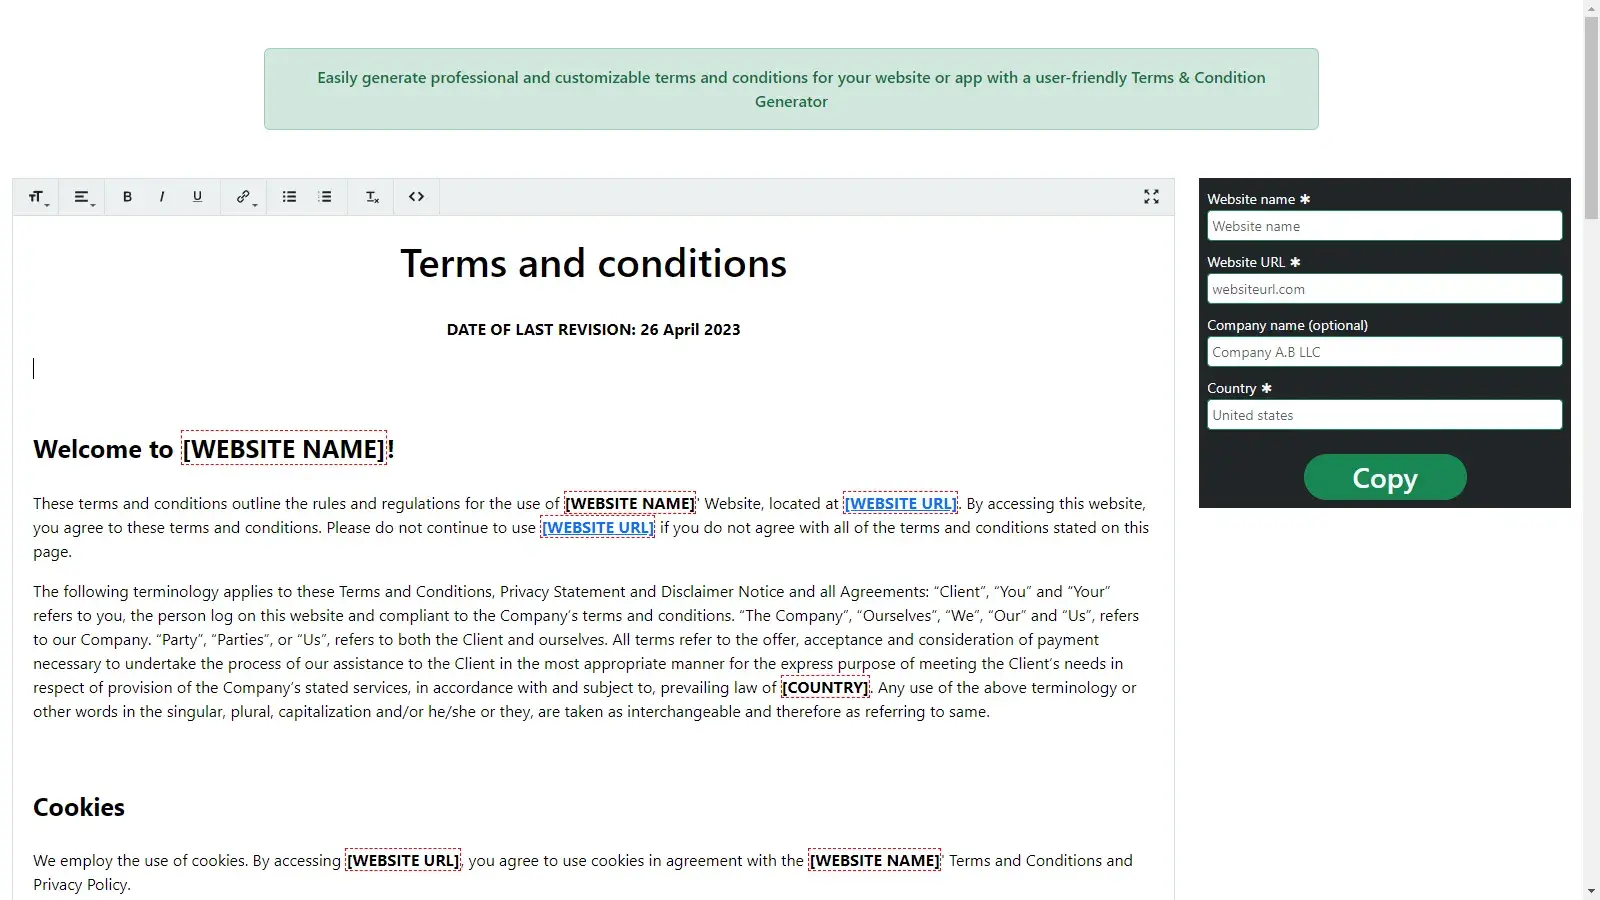 Easily generate professional and customizable terms and conditions for your website or app with a user-friendly Terms & Condition
Generator
B I U
Terms and conditions
DATE OF LAST REVISION: 26 April 2023
Welcome to [WEBSITE NAME]!
These terms and conditions outline the rules and regulations for the use of [WEBSITE NAME]' Website, located at [WEBSITE URL]. By accessing this website,
you agree to these terms and conditions. Please do not continue to use [WEBSITE URL] if you do not agree with all of the terms and conditions stated on this
page.
The following terminology applies to these Terms and Conditions, Privacy Statement and Disclaimer Notice and all Agreements: “Client”, “You” and “Your”
refers to you, the person log on this website and compliant to the Company’s terms and conditions. “The Company”, “Ourselves”, “We”, “Our” and “Us”, refers
to our Company. “Party”, “Parties”, or “Us”, refers to both the Client and ourselves. All terms refer to the offer, acceptance and consideration of payment
necessary to undertake the process of our assistance to the Client in the most appropriate manner for the express purpose of meeting the Client’s needs in
respect of provision of the Company’s stated services, in accordance with and subject to, prevailing law of [COUNTRY]. Any use of the above terminology or
other words in the singular, plural, capitalization and/or he/she or they, are taken as interchangeable and therefore as referring to same.
Cookies
We employ the use of cookies. By accessing [WEBSITE URL], you agree to use cookies in agreement with the [WEBSITE NAME]' Terms and Conditions and
Privacy Policy.
Website name ✱
Website name
Website URL ✱
websiteurl.com
Company name (optional)
Company A.B LLC
Country ✱
United states
Copy